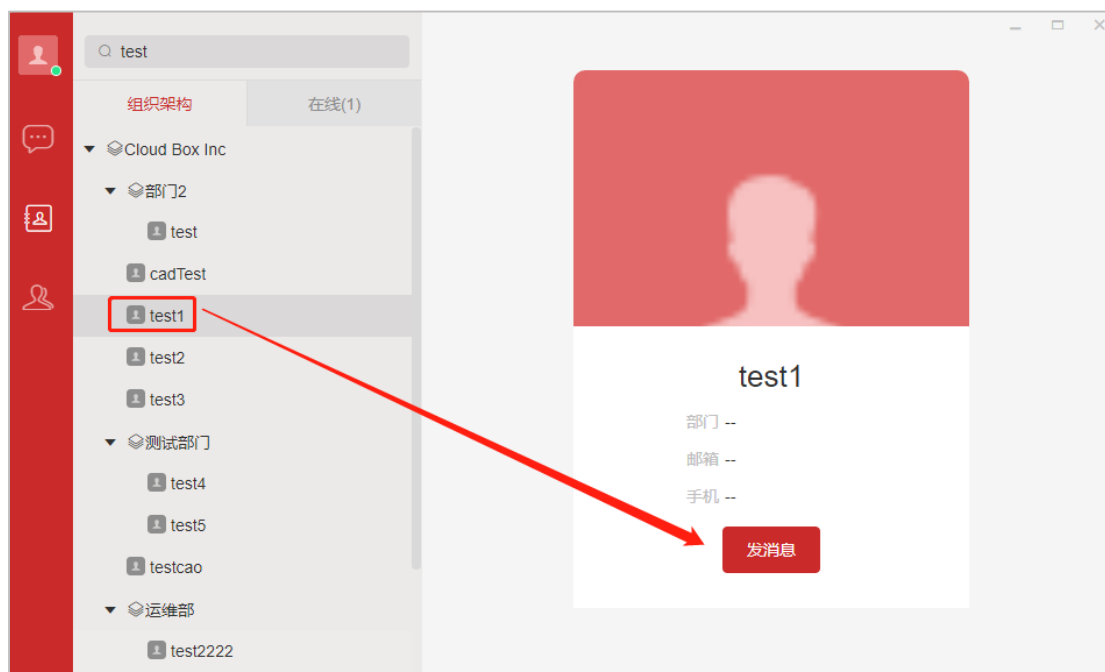 test
组织架构
在线(1)
Cloud Box Inc
部门2
test
cadTest
test1
test2
test3
测试部门
test4
test5
testcao
运维部
test2222
test1
部门 --
邮箱 --
手机 --
发消息